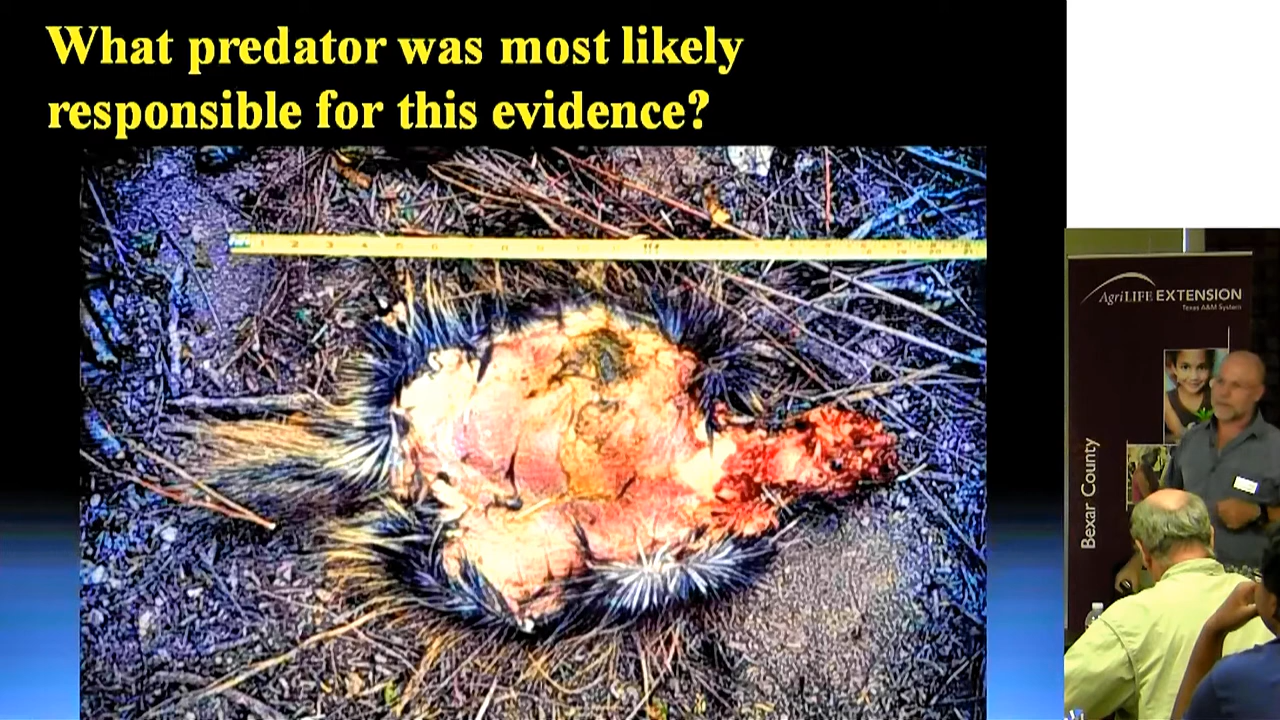 What predator was most likely
responsible for this evidence?
AgriLIFE EXTENSION
Texas A&M System
Bexar County